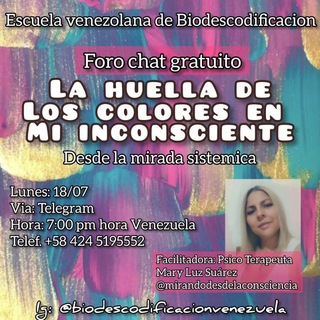 Escuela venezolana de Biodescodificacion
Foro chat gratuito
La huella de
Los colores en
Mi inconsciente
Desde la mirada sistemica
Lunes: 18/07
Via: Telegram
Hora: 7:00 pm hora Venezuela
Telef. +58 424 5195552
Facilitadora: Psico Terapeuta
Mary Luz Suárez
@mirandodesdelaconsciencia
Ig: @biodescodificacionvenezuela